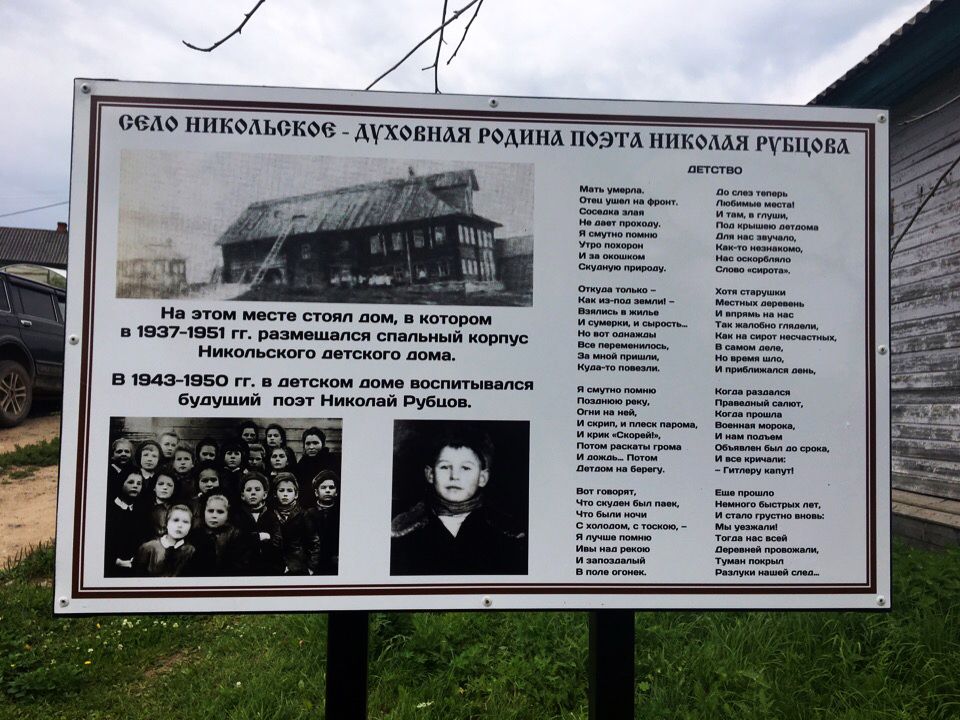 СЕЛО НИКОЛЬСКОЕ - ДУХОВНАЯ РОДИНА ПОЭТА НИКОЛАЯ РУБЦОВА
На этом месте стоял дом, в котором
в 1937-1951 гг. размещался спальный корпус
Никольского детского дома.
В 1943-1950 гг. в детском доме воспитывался
будущий поэт Николай Рубцов.
ДЕТСТВО
Мать умерла.
Отец ушел на фронт.
Соседка злая
Не дает проходу.
Я смутно помню
Утро похорон
И за окошком
Скудную природу.
Откуда только –
Как из-под земли! –
Взялись в жилье
И сумерки, и сырость...
Но вот однажды
Все переменилось,
За мной пришли,
Куда-то повезли.
Я смутно помню
Позднюю реку,
Огни на ней,
И скрип, и плеск парома,
И крик «Скорей!»,
Потом раскаты грома
И дождь... Потом
Детдом на берегу.
Вот говорят,
Что скуден был паек,
Что были ночи
С холодом, с тоскою, –
Я лучше помню
Ивы над рекою
И запоздалый
В поле огонек.
До слез теперь
Любимые места!
И там, в глуши,
Под крышею детдома
Для нас звучало,
Как-то незнакомо,
Нас оскорбляло
Слово «сирота».
Хотя старушки
Местных деревень
И впрямь на нас
Так жалобно глядели,
Как на сирот несчастных,
В самом деле,
Но время шло,
И приближался день,
Когда раздался
Праведный салют,
Когда прошла
Военная морока,
И нам подъем
Объявлен был до срока,
И все кричали:
– Гитлеру капут!
Еще прошло
Немного быстрых лет,
И стало грустно вновь:
Мы уезжали!
Тогда нас всей
Деревней провожали,
Туман покрыл
Разлуки нашей след...